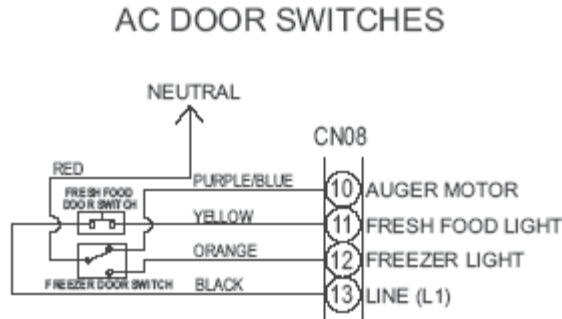 AC DOOR SWITCHES
NEUTRAL
CN08
RED
PURPLE/BLUE
10 AUGER MOTOR
FRESH FOOD
DOOR SWITCH
YELLOW
11 FRESH FOOD LIGHT
ORANGE
12 FREEZER LIGHT
FREEZER DOOR SWITCH
BLACK
13 LINE (L1)